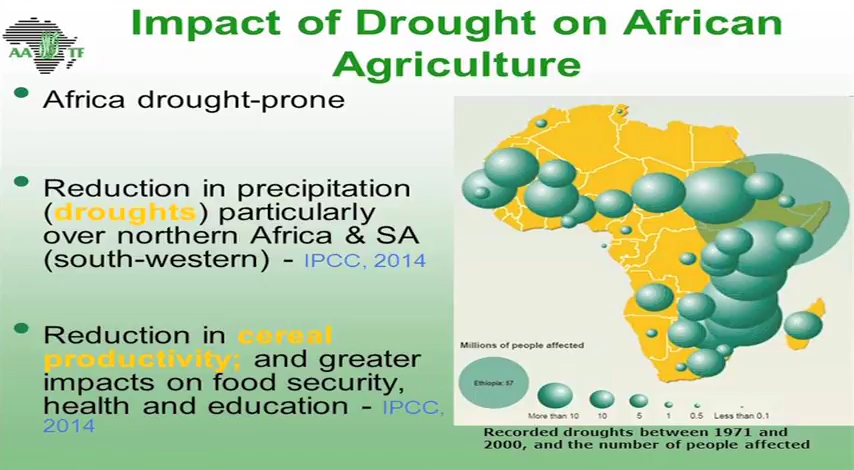 Impact of Drought on African
Agriculture
AA TF
Africa drought-prone
Reduction in precipitation
(droughts) particularly
over northern Africa & SA
(south-western) - IPCC, 2014
Reduction in cereal
productivity; and greater
impacts on food security,
health and education - IPCC,
2014
Millions of people affected
Ethiopia: 57
More than 10 10 5 1 0.5 Less than 0.1
Recorded droughts between 1971 and
2000, and the number of people affected